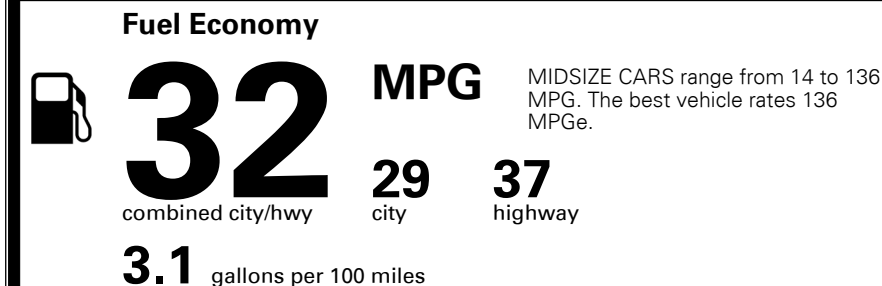 Fuel Economy
32
MPG
MIDSIZE CARS range from 14 to 136
MPG. The best vehicle rates 136
MPGe.
combined city/hwy
29
city
37
highway
3.1 gallons per 100 miles